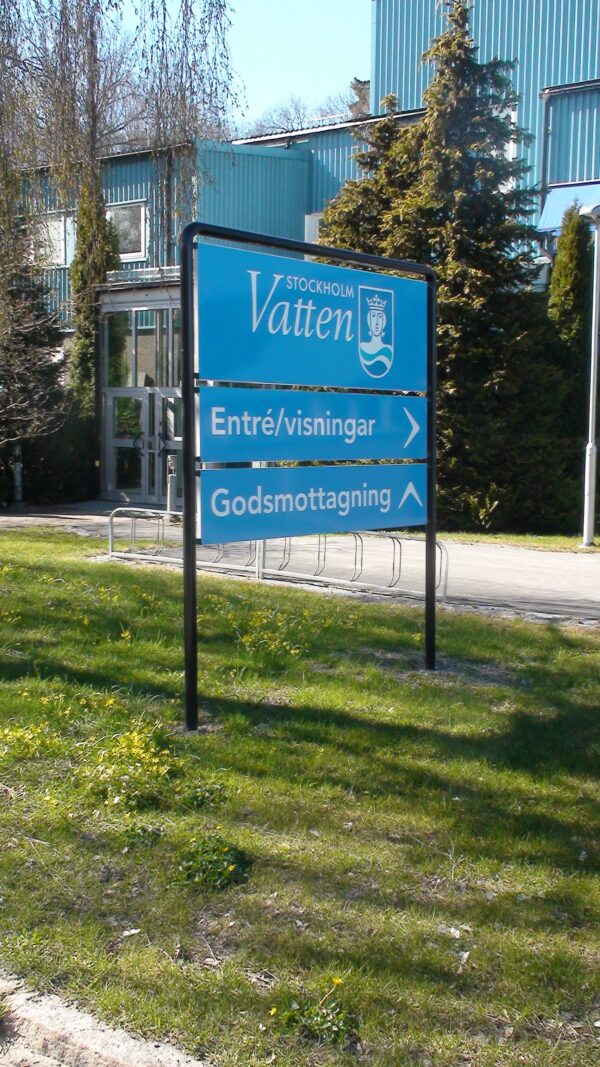 STOCKHOLM
Vatten
Entré/visningar
Godsmottagning